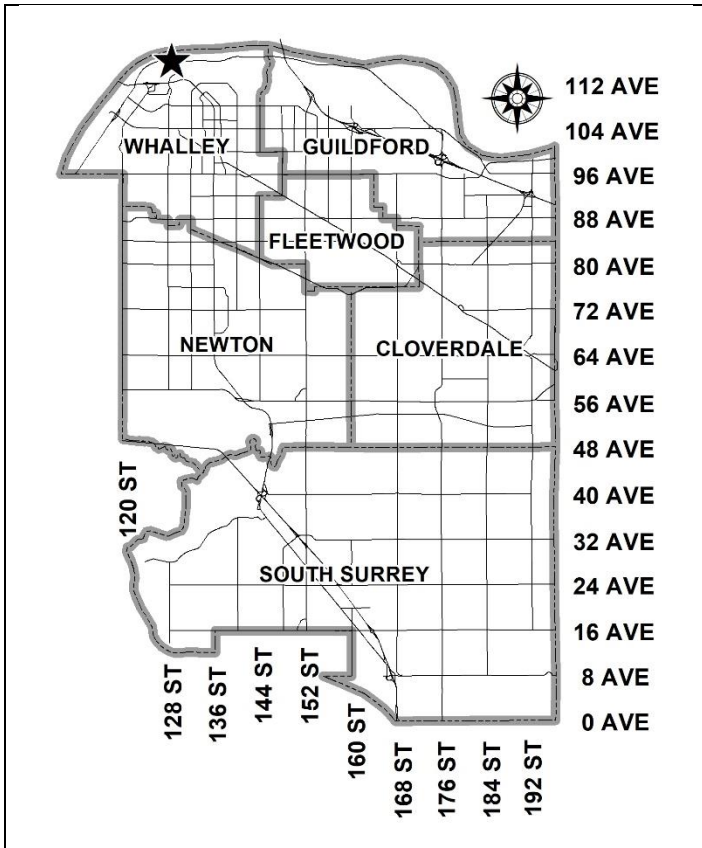 112 AVE
104 AVE
WHALLEY
GUILDFORD
96 AVE
88 AVE
FLEETWOOD
80 AVE
72 AVE
NEWTON
CLOVERDALE
64 AVE
56 AVE
48 AVE
120 ST
40 AVE
32 AVE
SOUTH SURREY
24 AVE
16 AVE
8 AVE
128 ST
136 ST
144 ST
152 ST
160 ST
0 AVE
168 ST
176 ST
184 ST
192 ST